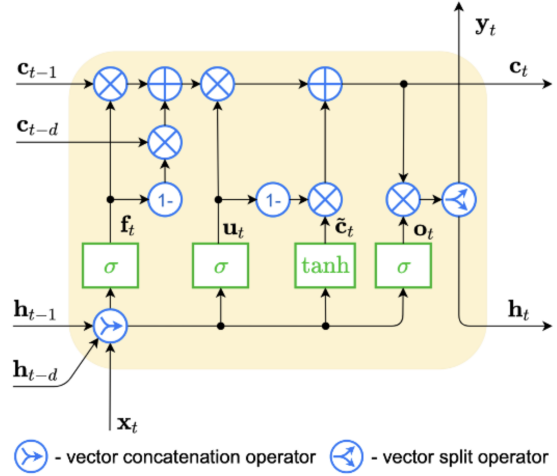 y_t
c_{t-1}
c_t
c_{t-d}
1-
1-
f_t
u_t
c̃_t
o_t
σ
σ
tanh
σ
h_{t-1}
h_t
h_{t-d}
x_t
- vector concatenation operator
- vector split operator